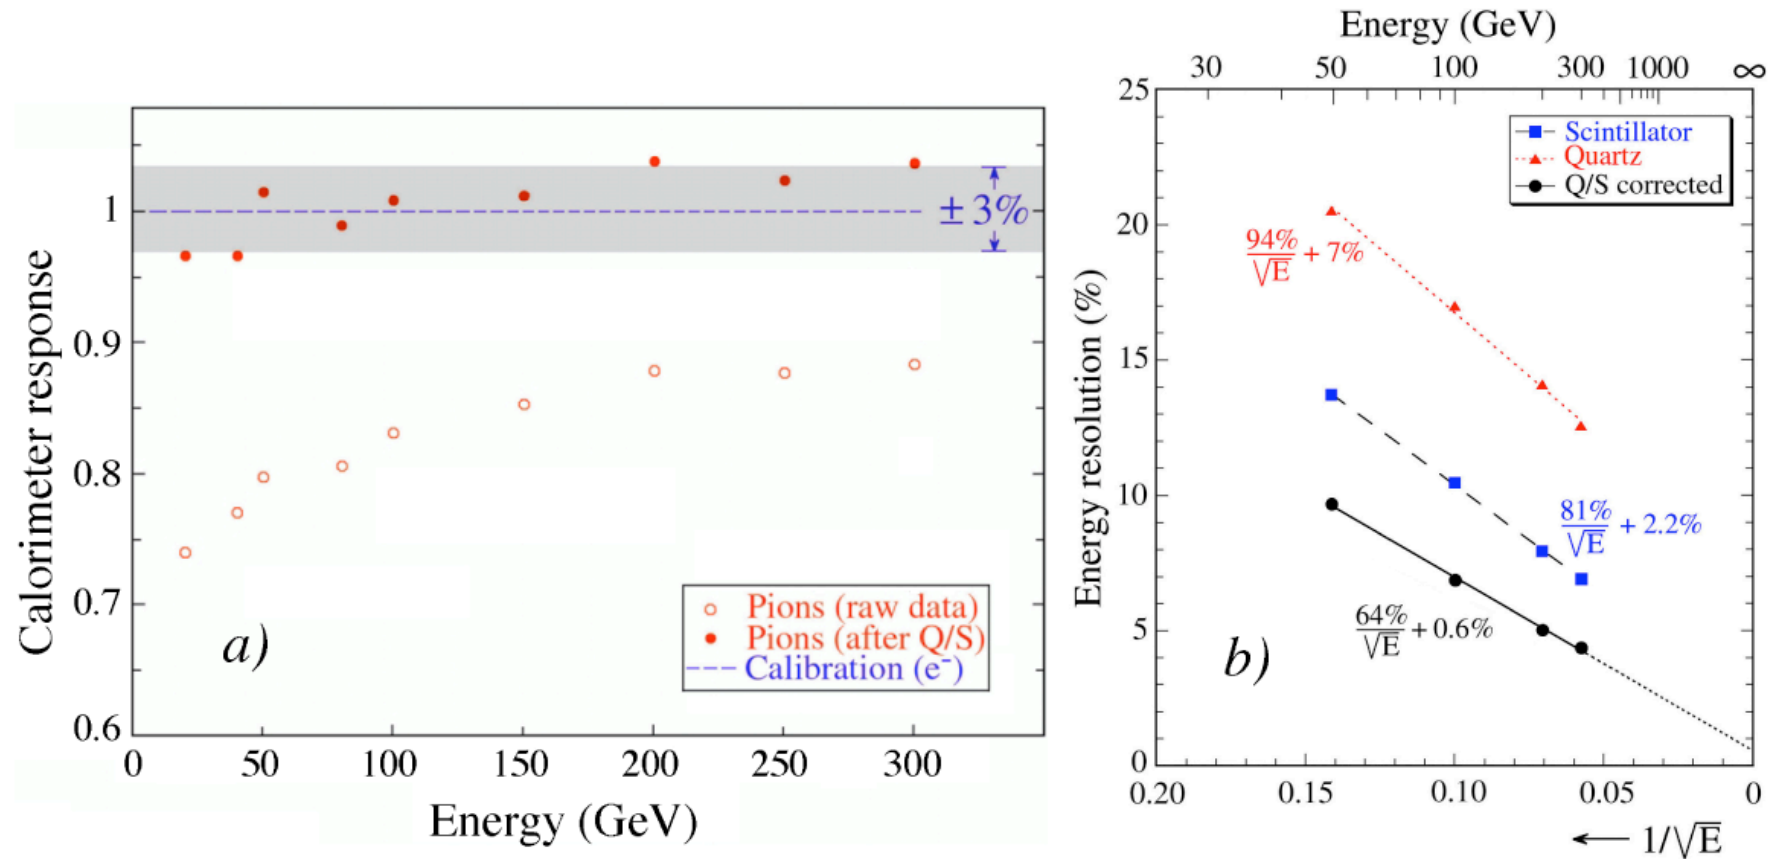 Calorimeter response
1
0.9
0.8
0.7
0.6
0
50
100
150
200
250
300
Energy (GeV)
± 3%
a)
Pions (raw data)
Pions (after Q/S)
Calibration (e⁻)
Energy (GeV)
30
50
100
300
1000
∞
Energy resolution (%)
25
20
15
10
5
0
Scintillator
Quartz
Q/S corrected
94%/√E + 7%
81%/√E + 2.2%
64%/√E + 0.6%
b)
0.20
0.15
0.10
0.05
0
← 1/√E